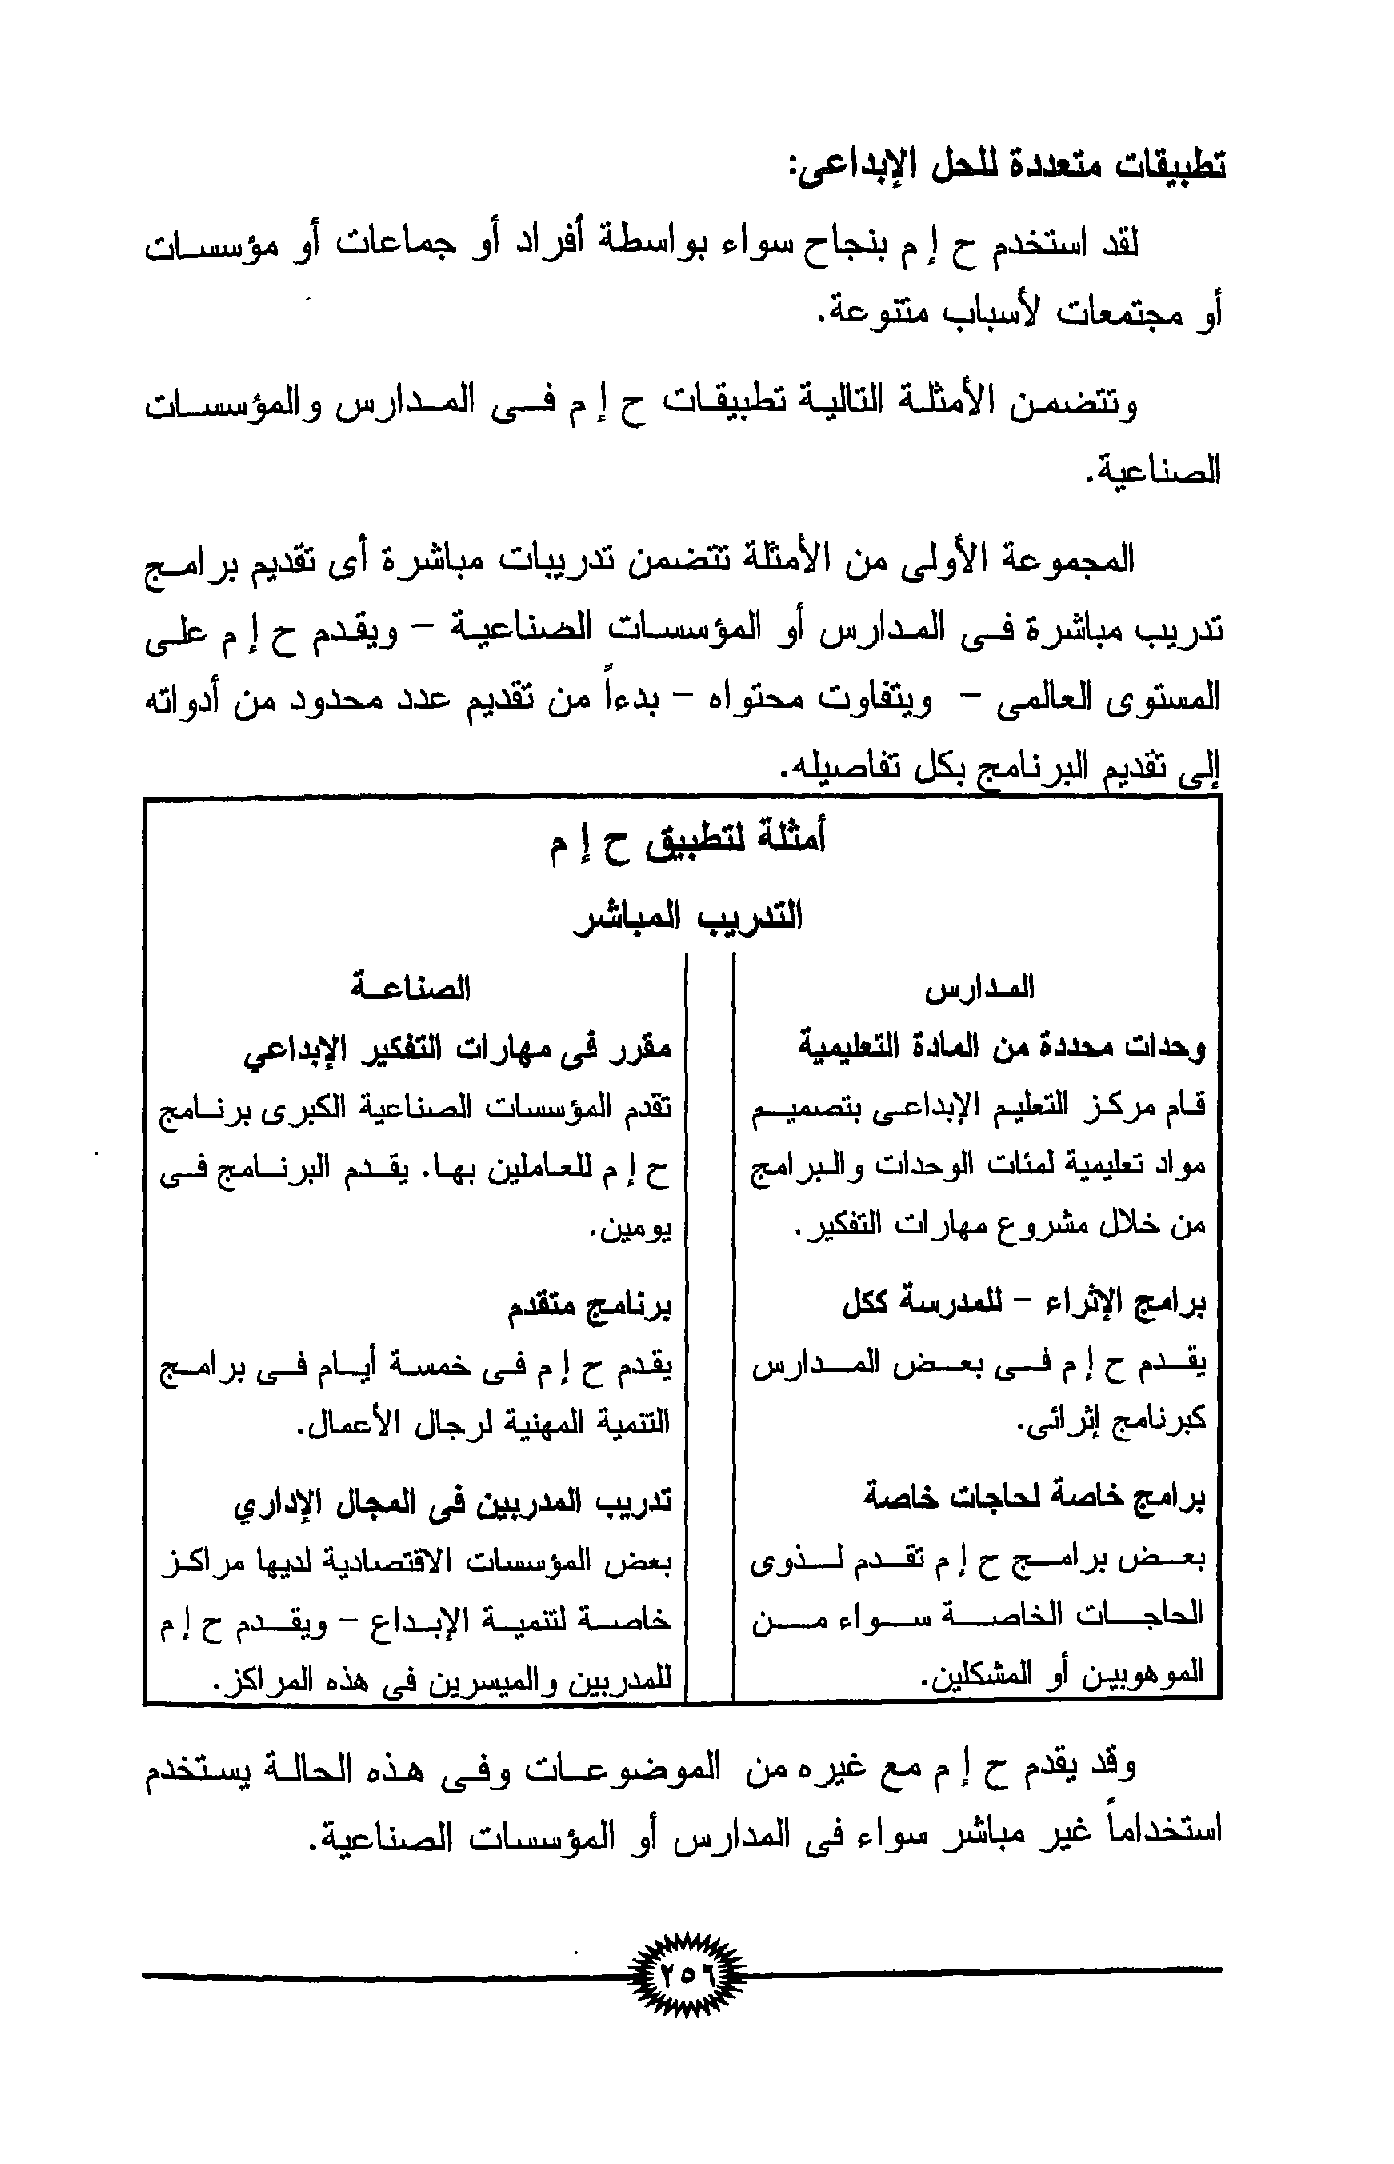 تطبيقات متعددة للحل الإبداعى:
لقد استخدم ح إ م بنجاح سواء بواسطة أفراد أو جماعات أو مؤسسات
أو مجتمعات لأسباب متنوعة.
وتتضمن الأمثلة التالية تطبيقات ح إ م فى المدارس والمؤسسات
الصناعية.
المجموعة الأولى من الأمثلة تتضمن تدريبات مباشرة أى تقديم برامج
تدريب مباشرة فى المدارس أو المؤسسات الصناعية – ويقدم ح إ م على
المستوى العالمى – ويتفاوت محتواه – بدءاً من تقديم عدد محدود من أدواته
إلى تقديم البرنامج بكل تفاصيله.
أمثلة لتطبيق ح إ م
التدريب المباشر
المدارس
وحدات محددة من المادة التعليمية
قام مركز التعليم الإبداعى بتصميم
مواد تعليمية لمئات الوحدات والبرامج
من خلال مشروع مهارات التفكير.
برامج الإثراء – للمدرسة ككل
يقدم ح إ م فى بعض المدارس
كبرنامج إثرائى.
برامج خاصة لحاجات خاصة
بعض برامج ح إ م تقدم لذوى
الحاجات الخاصة سواء من
الموهوبين أو المشكلين.
الصناعة
مقرر فى مهارات التفكير الإبداعي
تقدم المؤسسات الصناعية الكبرى برنامج
ح إ م للعاملين بها. يقدم البرنامج فى
يومين.
برنامج متقدم
يقدم ح إ م فى خمسة أيام فى برامج
التنمية المهنية لرجال الأعمال.
تدريب المدربين فى المجال الإداري
بعض المؤسسات الاقتصادية لديها مراكز
خاصة لتنمية الإبداع – ويقدم ح إ م
للمدربين والميسرين فى هذه المراكز.
وقد يقدم ح إ م مع غيره من الموضوعات وفى هذه الحالة يستخدم
استخداماً غير مباشر سواء فى المدارس أو المؤسسات الصناعية.
٢٥٦